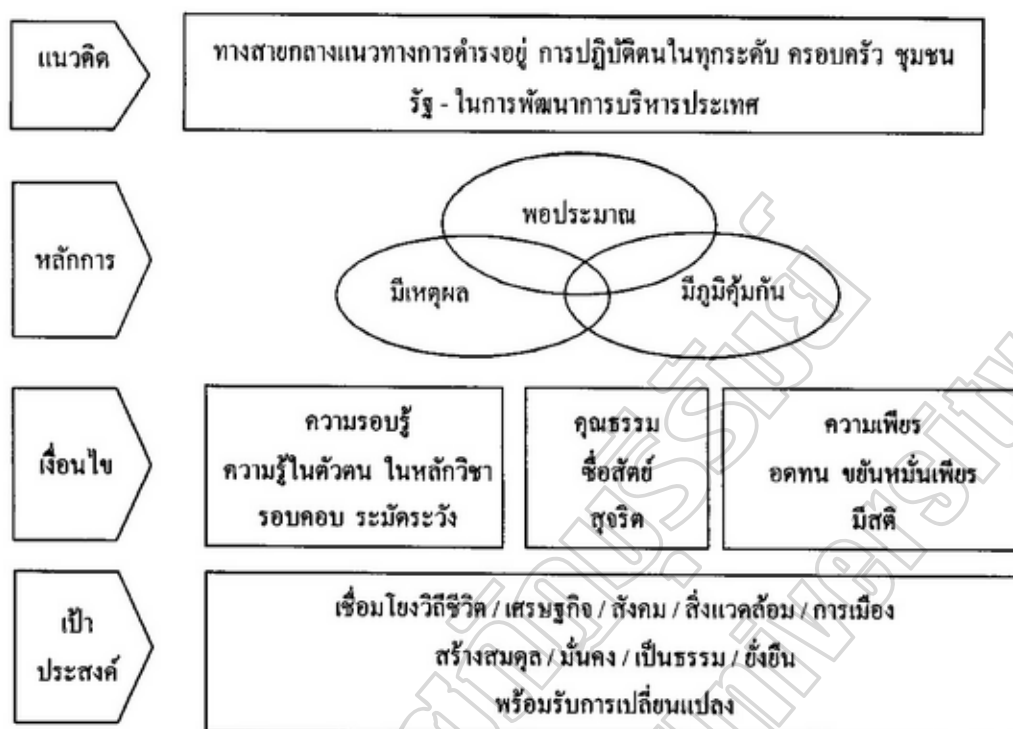 แนวคิด
ทางสายกลางแนวทางการดำรงอยู่ การปฏิบัติตนในทุกระดับ ครอบครัว ชุมชน
รัฐ - ในการพัฒนาการบริหารประเทศ
หลักการ
พอประมาณ
มีเหตุผล
มีภูมิคุ้มกัน
เงื่อนไข
ความรอบรู้
ความรู้ในตัวตน ในหลักวิชา
รอบคอบ ระมัดระวัง
คุณธรรม
ซื่อสัตย์
สุจริต
ความเพียร
อดทน ขยันหมั่นเพียร
มีสติ
เป้า
ประสงค์
เชื่อมโยงวิถีชีวิต / เศรษฐกิจ / สังคม / สิ่งแวดล้อม / การเมือง
สร้างสมดุล / มั่นคง / เป็นธรรม / ยั่งยืน
พร้อมรับการเปลี่ยนแปลง